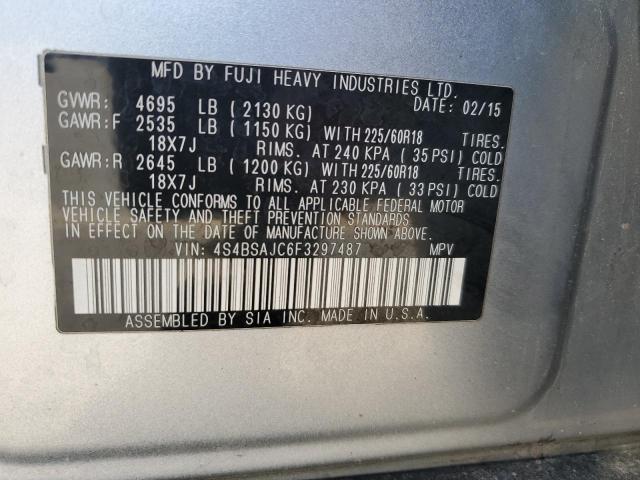 MFD BY FUJI HEAVY INDUSTRIES LTD.
GVWR: 4695 LB (2130 KG) DATE: 02/15
GAWR:F 2535 LB (1150 KG) WITH 225/60R18 TIRES.
18X7J RIMS. AT 240 KPA (35 PSI) COLD
GAWR:R 2645 LB (1200 KG) WITH 225/60R18 TIRES.
18X7J RIMS. AT 230 KPA (33 PSI) COLD
THIS VEHICLE CONFORMS TO ALL APPLICABLE FEDERAL MOTOR
VEHICLE SAFETY AND THEFT PREVENTION STANDARDS
IN EFFECT ON THE DATE OF MANUFACTURE SHOWN ABOVE.
VIN: 4S4BSAJC6F3297487 MPV
ASSEMBLED BY SIA INC. MADE IN U.S.A.